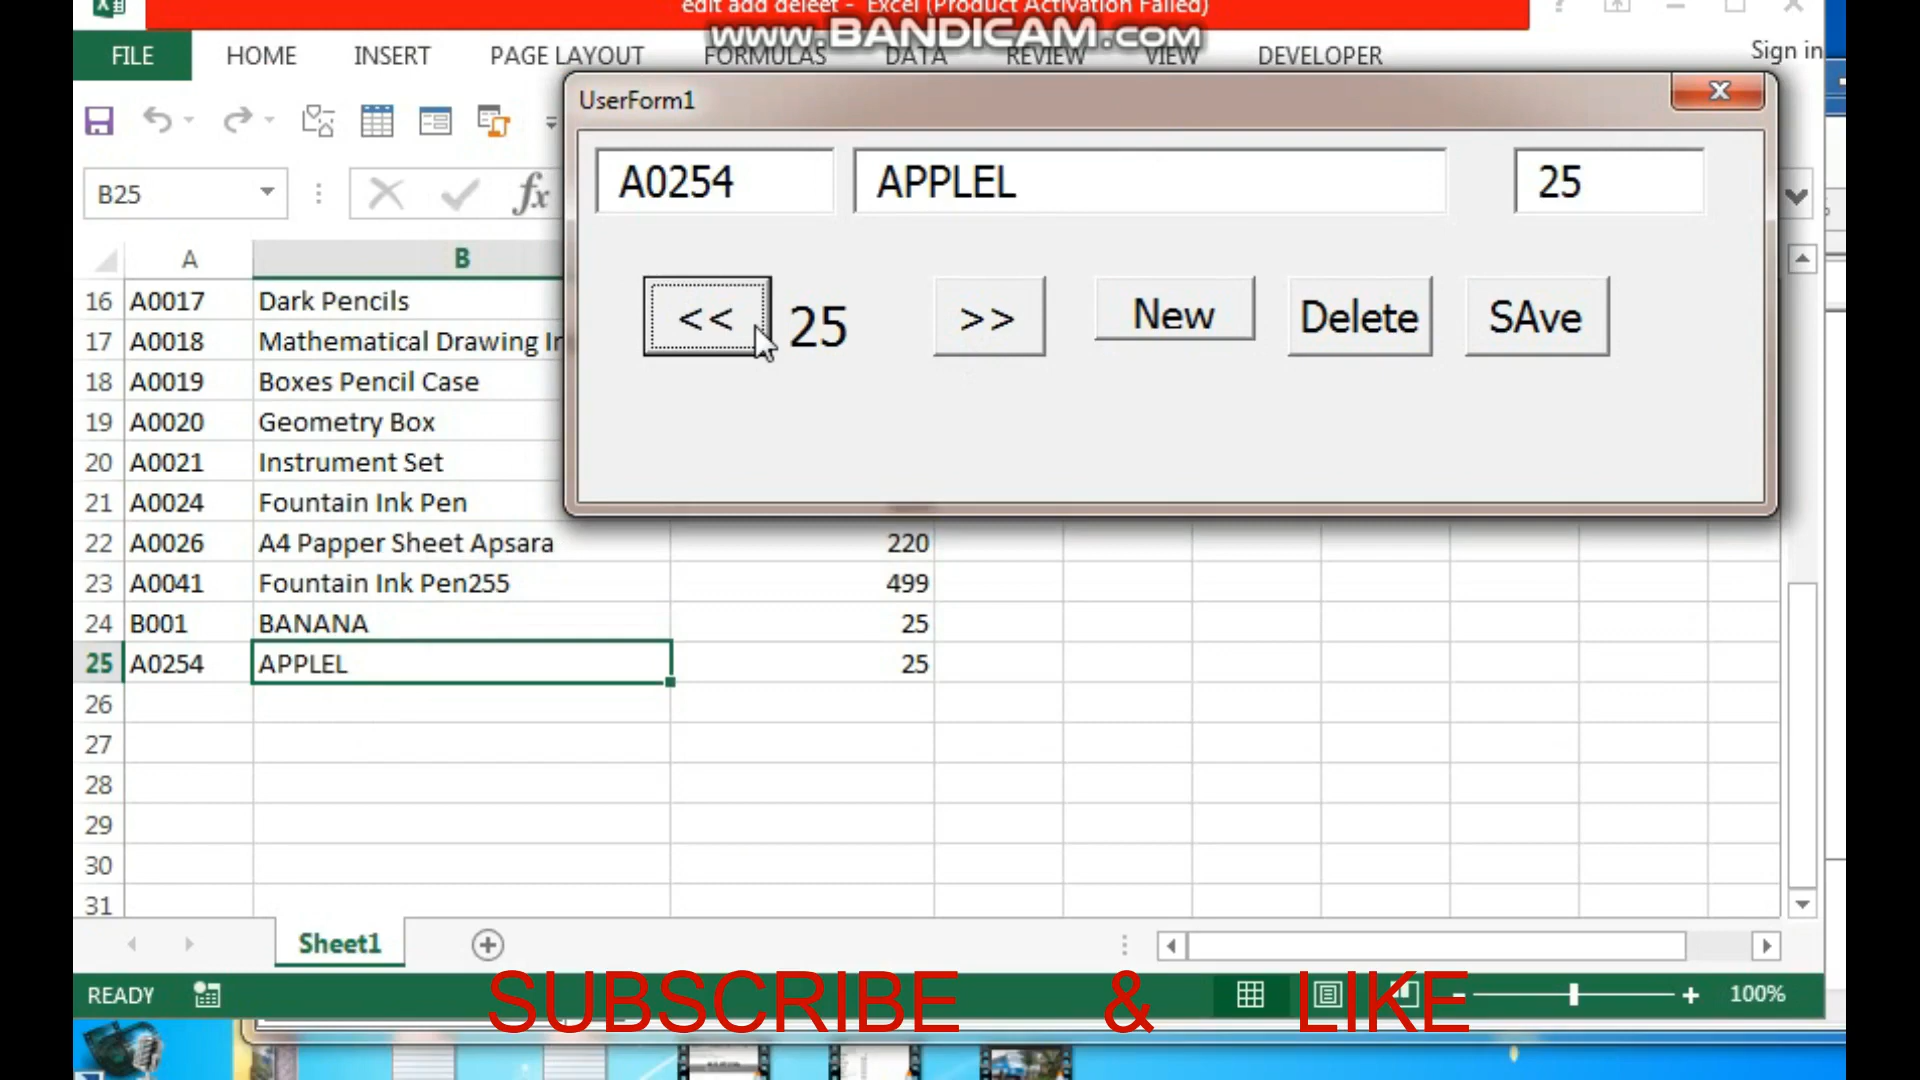 edit add deleet - Excel (Product Activation Failed)
www.BANDICAM.com
FILE HOME INSERT PAGE LAYOUT FORMULAS DATA REVIEW VIEW DEVELOPER Sign in
UserForm1
B25 fx
A0254 APPLEL 25
<< 25 >> New Delete SAve
A B
16 A0017 Dark Pencils
17 A0018 Mathematical Drawing
18 A0019 Boxes Pencil Case
19 A0020 Geometry Box
20 A0021 Instrument Set
21 A0024 Fountain Ink Pen
22 A0026 A4 Papper Sheet Apsara 220
23 A0041 Fountain Ink Pen255 499
24 B001 BANANA 25
25 A0254 APPLEL 25
26
27
28
29
30
31
Sheet1
READY 100%
SUBSCRIBE & LIKE